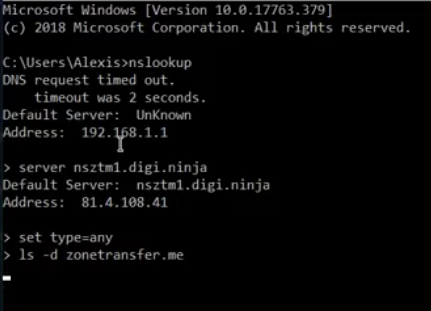 Microsoft Windows [Version 10.0.17763.379]
(c) 2018 Microsoft Corporation. All rights reserved.
C:\Users\Alexis>nslookup
DNS request timed out.
    timeout was 2 seconds.
Default Server:  UnKnown
Address:  192.168.1.1
> server nsztm1.digi.ninja
Default Server:  nsztm1.digi.ninja
Address:  81.4.108.41
> set type=any
> ls -d zonetransfer.me